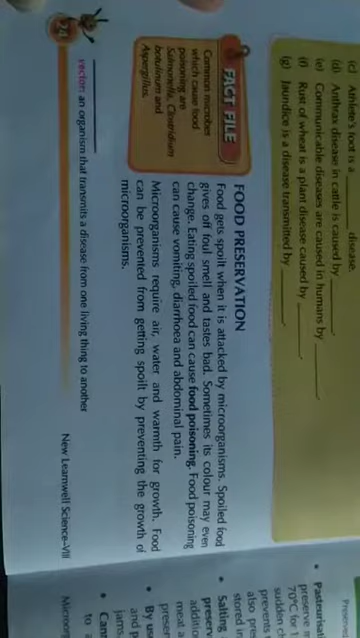 (c) Athlete's foot is a ________ disease.
(d) Anthrax disease in cattle is caused by ________.
(e) Communicable diseases are caused in humans by ________.
(f) Rust of wheat is a plant disease caused by ________.
(g) Jaundice is a disease transmitted by ________.
FACT FILE
Common microbes
which cause food
poisoning are
Salmonella, Clostridium
botulinum and
Aspergillus.
FOOD PRESERVATION
Food gets spoilt when it is attacked by microorganisms. Spoiled food
gives off foul smell and tastes bad. Sometimes its colour may even
change. Eating spoiled food can cause food poisoning. Food poisoning
can cause vomiting, diarrhoea and abdominal pain.
Microorganisms require air, water and warmth for growth. Food
can be prevented from getting spoilt by preventing the growth of
microorganisms.
vector: an organism that transmits a disease from one living thing to another
74
New Learnwell Science-VIII
• Pasteurisat
preserve m
70°C for 1
sudden c
prevents
also pre
stored in
• Salting
preserv
additio
meat
preser
• By us
and p
jams.
• Cann
to a
Microorg